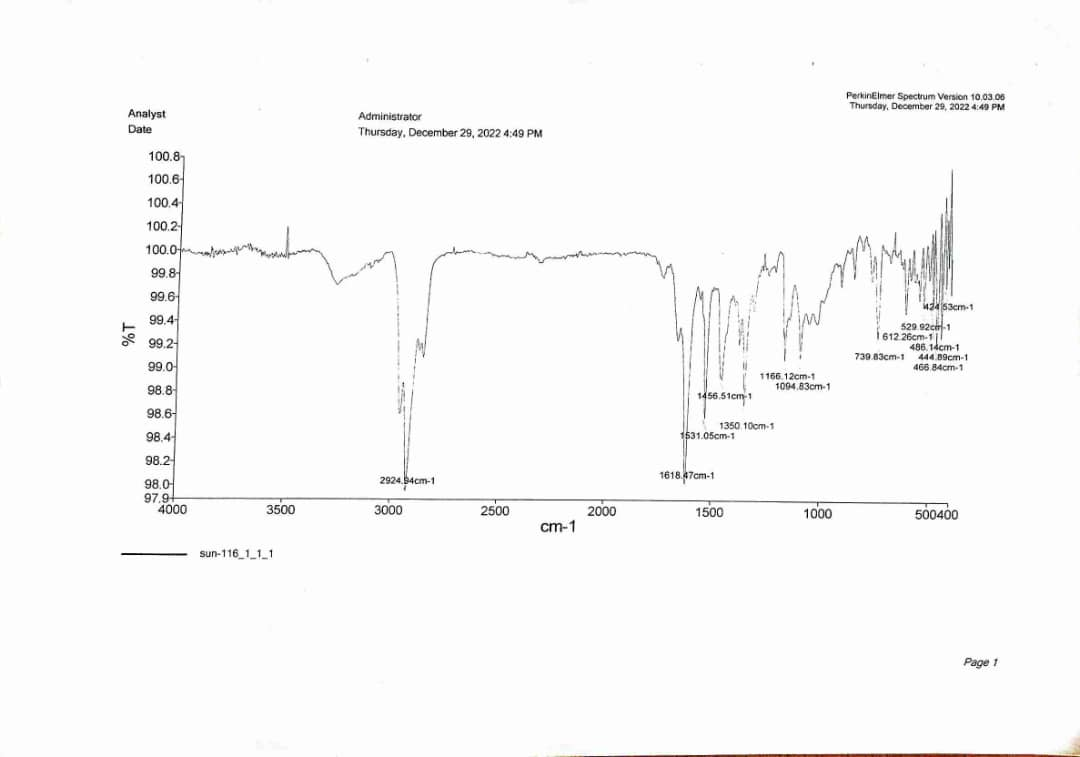 PerkinElmer Spectrum Version 10.03.06
Thursday, December 29, 2022 4:49 PM
Analyst
Administrator
Date
Thursday, December 29, 2022 4:49 PM
100.8
100.6
100.4
100.2
100.0
99.8
99.6
99.4
99.2
99.0
98.8
98.6
98.4
98.2
98.0
97.9
%T
424.53cm-1
529.92cm-1
612.26cm-1
486.14cm-1
739.83cm-1
444.89cm-1
466.84cm-1
1166.12cm-1
1094.83cm-1
1456.51cm-1
1350.10cm-1
1531.05cm-1
1618.47cm-1
2924.94cm-1
4000
3500
3000
2500
2000
1500
1000
500400
cm-1
sun-116_1_1_1
Page 1